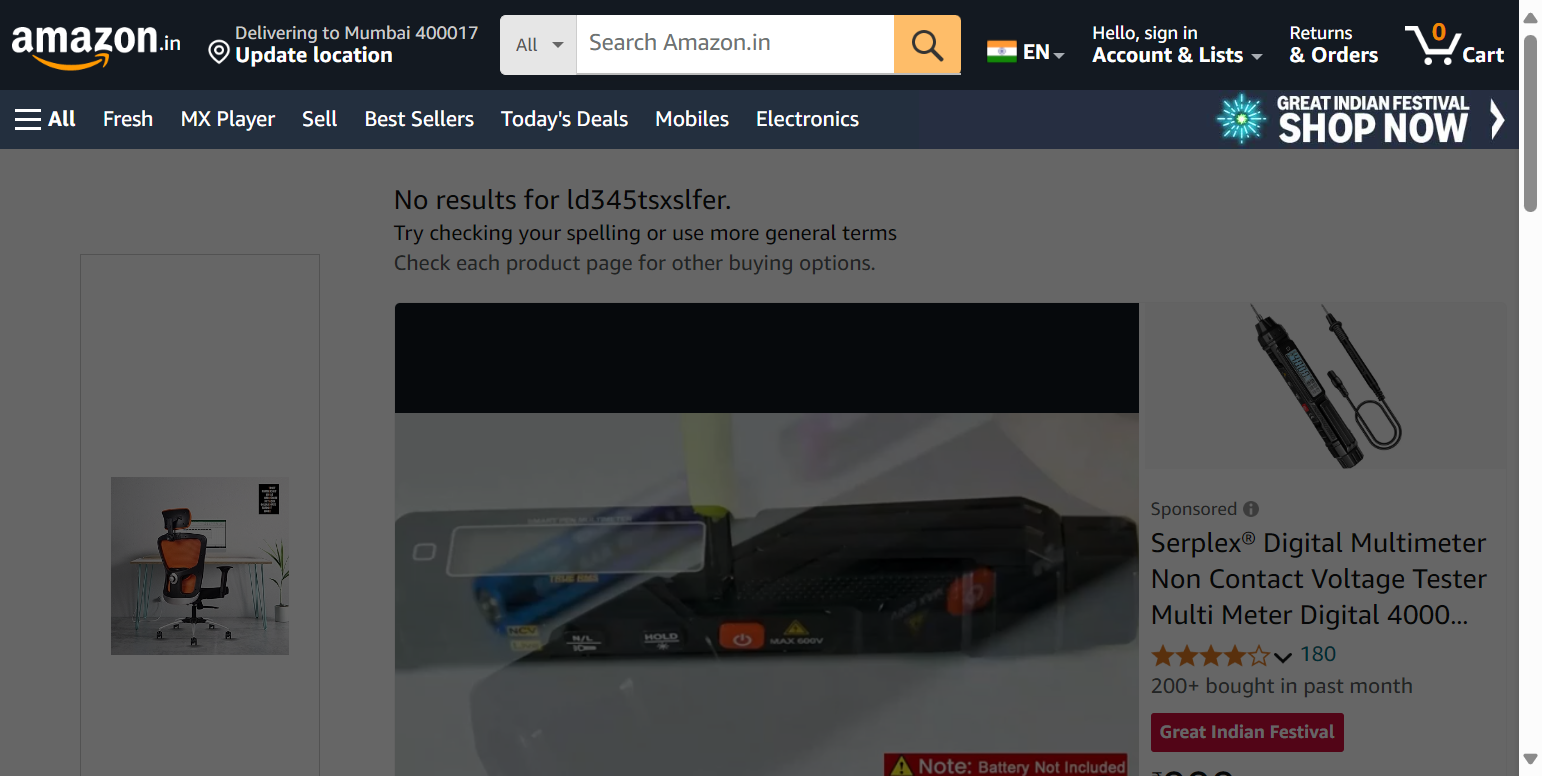 amazon.in
Delivering to Mumbai 400017
Update location
All
Search Amazon.in
EN
Hello, sign in
Account & Lists
Returns
& Orders
0
Cart
All
Fresh
MX Player
Sell
Best Sellers
Today's Deals
Mobiles
Electronics
GREAT INDIAN FESTIVAL
SHOP NOW
No results for ld345tsxslfer.
Try checking your spelling or use more general terms
Check each product page for other buying options.
NCV
Live
N/L
HOLD
MAX 600V
Note: Battery Not Included
Sponsored
Serplex® Digital Multimeter
Non Contact Voltage Tester
Multi Meter Digital 4000...
180
200+ bought in past month
Great Indian Festival